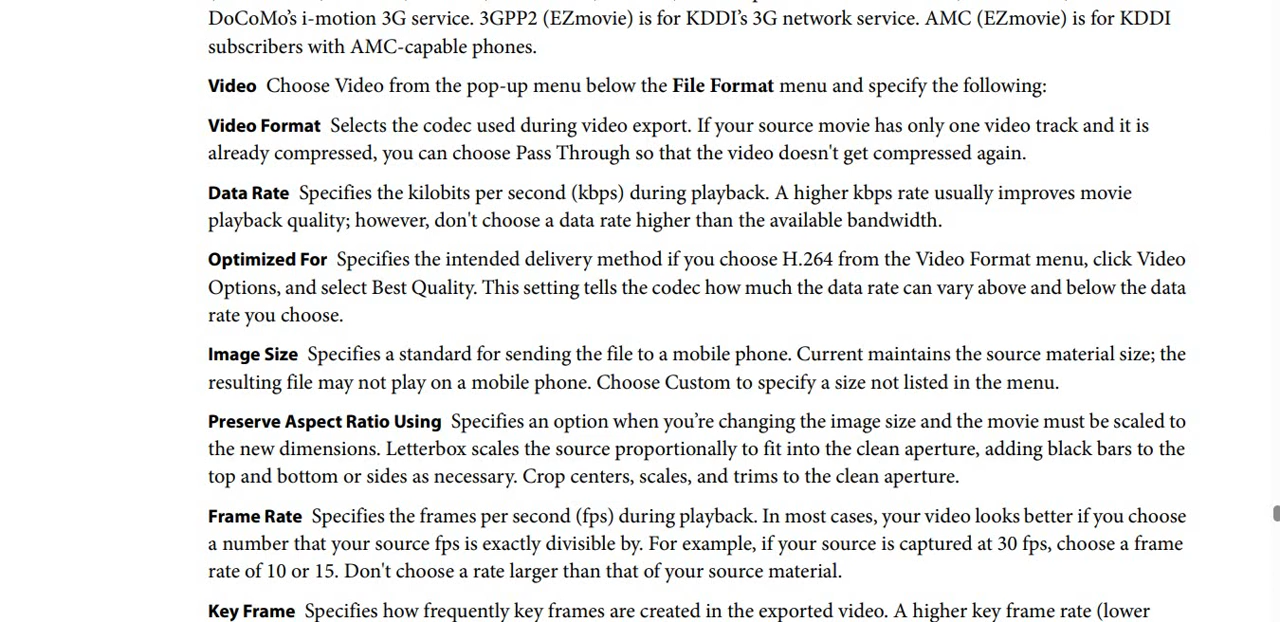 DoCoMo's i-motion 3G service. 3GPP2 (EZmovie) is for KDDI's 3G network service. AMC (EZmovie) is for KDDI
subscribers with AMC-capable phones.
Video Choose Video from the pop-up menu below the File Format menu and specify the following:
Video Format Selects the codec used during video export. If your source movie has only one video track and it is
already compressed, you can choose Pass Through so that the video doesn't get compressed again.
Data Rate Specifies the kilobits per second (kbps) during playback. A higher kbps rate usually improves movie
playback quality; however, don't choose a data rate higher than the available bandwidth.
Optimized For Specifies the intended delivery method if you choose H.264 from the Video Format menu, click Video
Options, and select Best Quality. This setting tells the codec how much the data rate can vary above and below the data
rate you choose.
Image Size Specifies a standard for sending the file to a mobile phone. Current maintains the source material size; the
resulting file may not play on a mobile phone. Choose Custom to specify a size not listed in the menu.
Preserve Aspect Ratio Using Specifies an option when you're changing the image size and the movie must be scaled to
the new dimensions. Letterbox scales the source proportionally to fit into the clean aperture, adding black bars to the
top and bottom or sides as necessary. Crop centers, scales, and trims to the clean aperture.
Frame Rate Specifies the frames per second (fps) during playback. In most cases, your video looks better if you choose
a number that your source fps is exactly divisible by. For example, if your source is captured at 30 fps, choose a frame
rate of 10 or 15. Don't choose a rate larger than that of your source material.
Key Frame Specifies how frequently key frames are created in the exported video. A higher key frame rate (lower